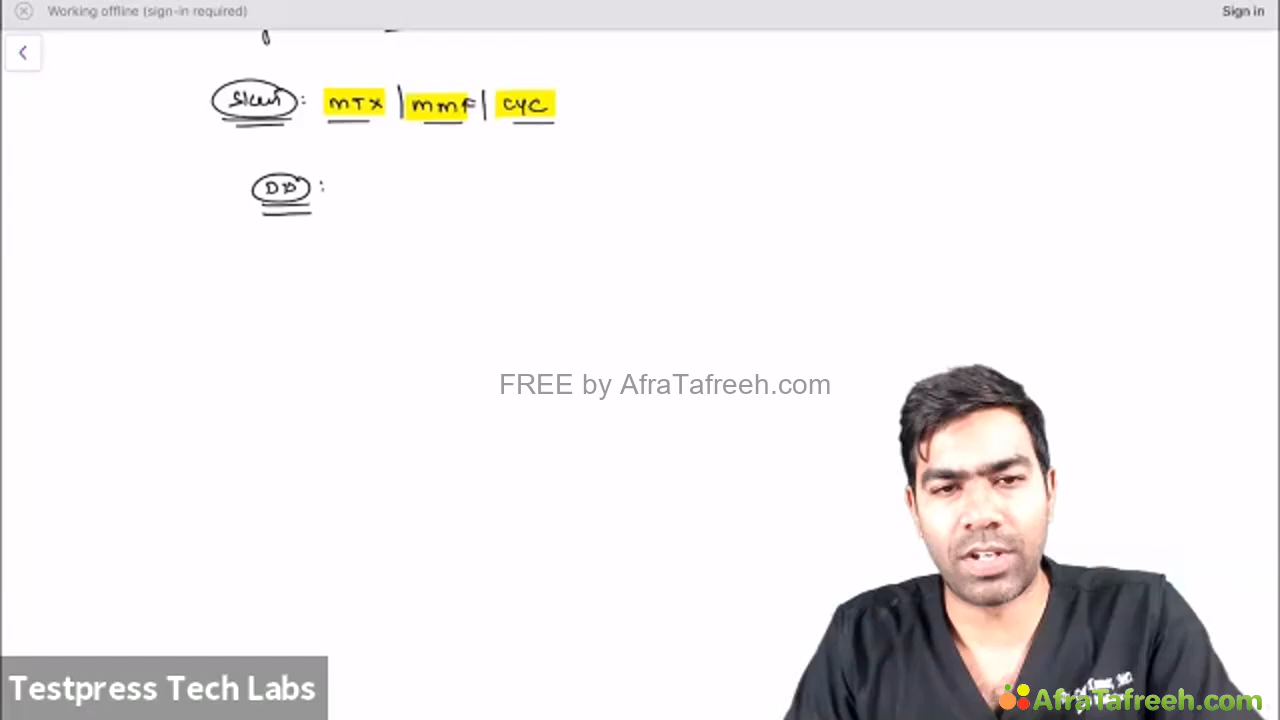 Working offline (sign-in required)
Sign in
Skin : MTX | MMF | CYC
DD :
FREE by AfraTafreeh.com
Testpress Tech Labs
AfraTafreeh.com